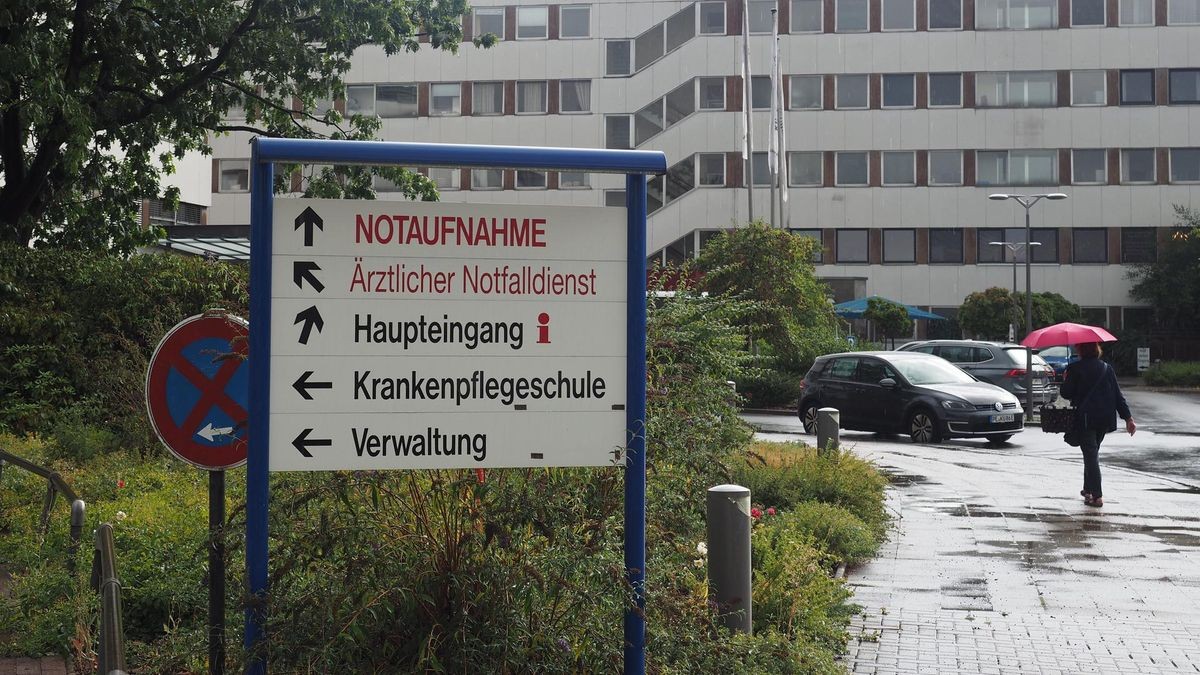 NOTAUFNAHME
Ärztlicher Notfalldienst
Haupteingang i
Krankenpflegeschule
Verwaltung